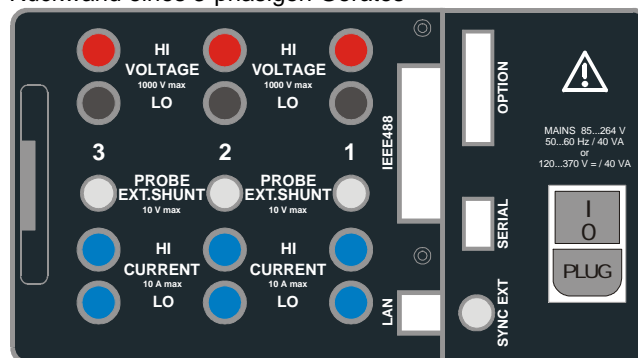 Rückwand eines 3-phasigen Gerätes
HI
VOLTAGE
1000 V max
LO
HI
VOLTAGE
1000 V max
LO
3
2
1
PROBE
EXT.SHUNT
10 V max
PROBE
EXT.SHUNT
10 V max
HI
CURRENT
10 A max
LO
HI
CURRENT
10 A max
LO
IEEE488
LAN
OPTION
SERIAL
SYNC EXT
MAINS 85...264 V
50...60 Hz / 40 VA
or
120...370 V = / 40 VA
I
0
PLUG